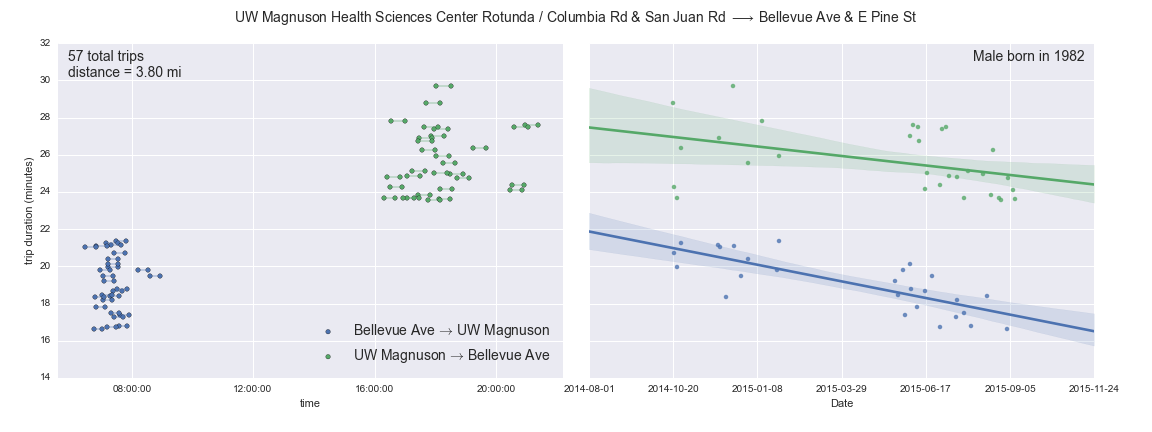 UW Magnuson Health Sciences Center Rotunda / Columbia Rd & San Juan Rd → Bellevue Ave & E Pine St
57 total trips
distance = 3.80 mi
Male born in 1982
trip duration (minutes)
32
30
28
26
24
22
20
18
16
14
Bellevue Ave → UW Magnuson
UW Magnuson → Bellevue Ave
08:00:00 12:00:00 16:00:00 20:00:00
time
2014-08-01 2014-10-20 2015-01-08 2015-03-29 2015-06-17 2015-09-05 2015-11-24
Date